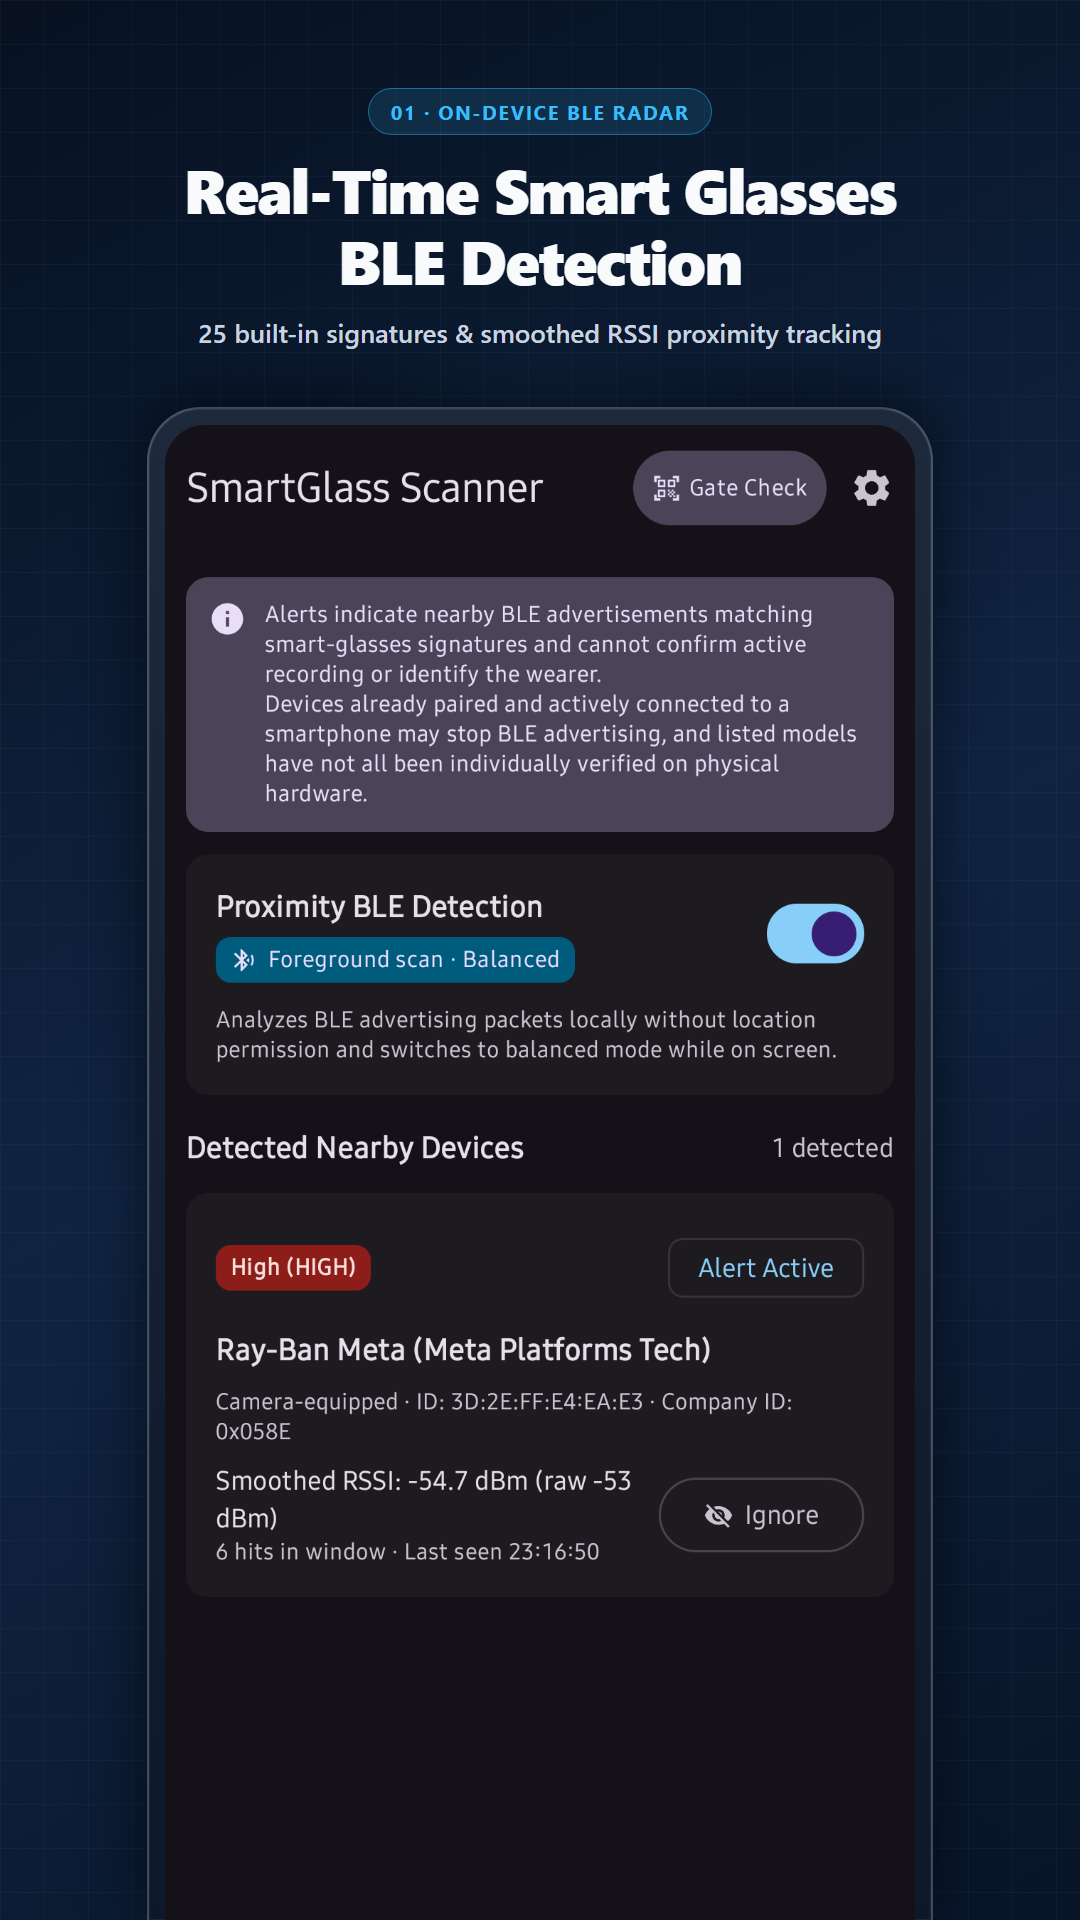 01 · ON-DEVICE BLE RADAR
Real-Time Smart Glasses
BLE Detection
25 built-in signatures & smoothed RSSI proximity tracking
SmartGlass Scanner
Gate Check
Alerts indicate nearby BLE advertisements matching
smart-glasses signatures and cannot confirm active
recording or identify the wearer.
Devices already paired and actively connected to a
smartphone may stop BLE advertising, and listed models
have not all been individually verified on physical
hardware.
Proximity BLE Detection
Foreground scan · Balanced
Analyzes BLE advertising packets locally without location
permission and switches to balanced mode while on screen.
Detected Nearby Devices
1 detected
High (HIGH)
Alert Active
Ray-Ban Meta (Meta Platforms Tech)
Camera-equipped · ID: 3D:2E:FF:E4:EA:E3 · Company ID:
0x058E
Smoothed RSSI: -54.7 dBm (raw -53
dBm)
Ignore
6 hits in window · Last seen 23:16:50